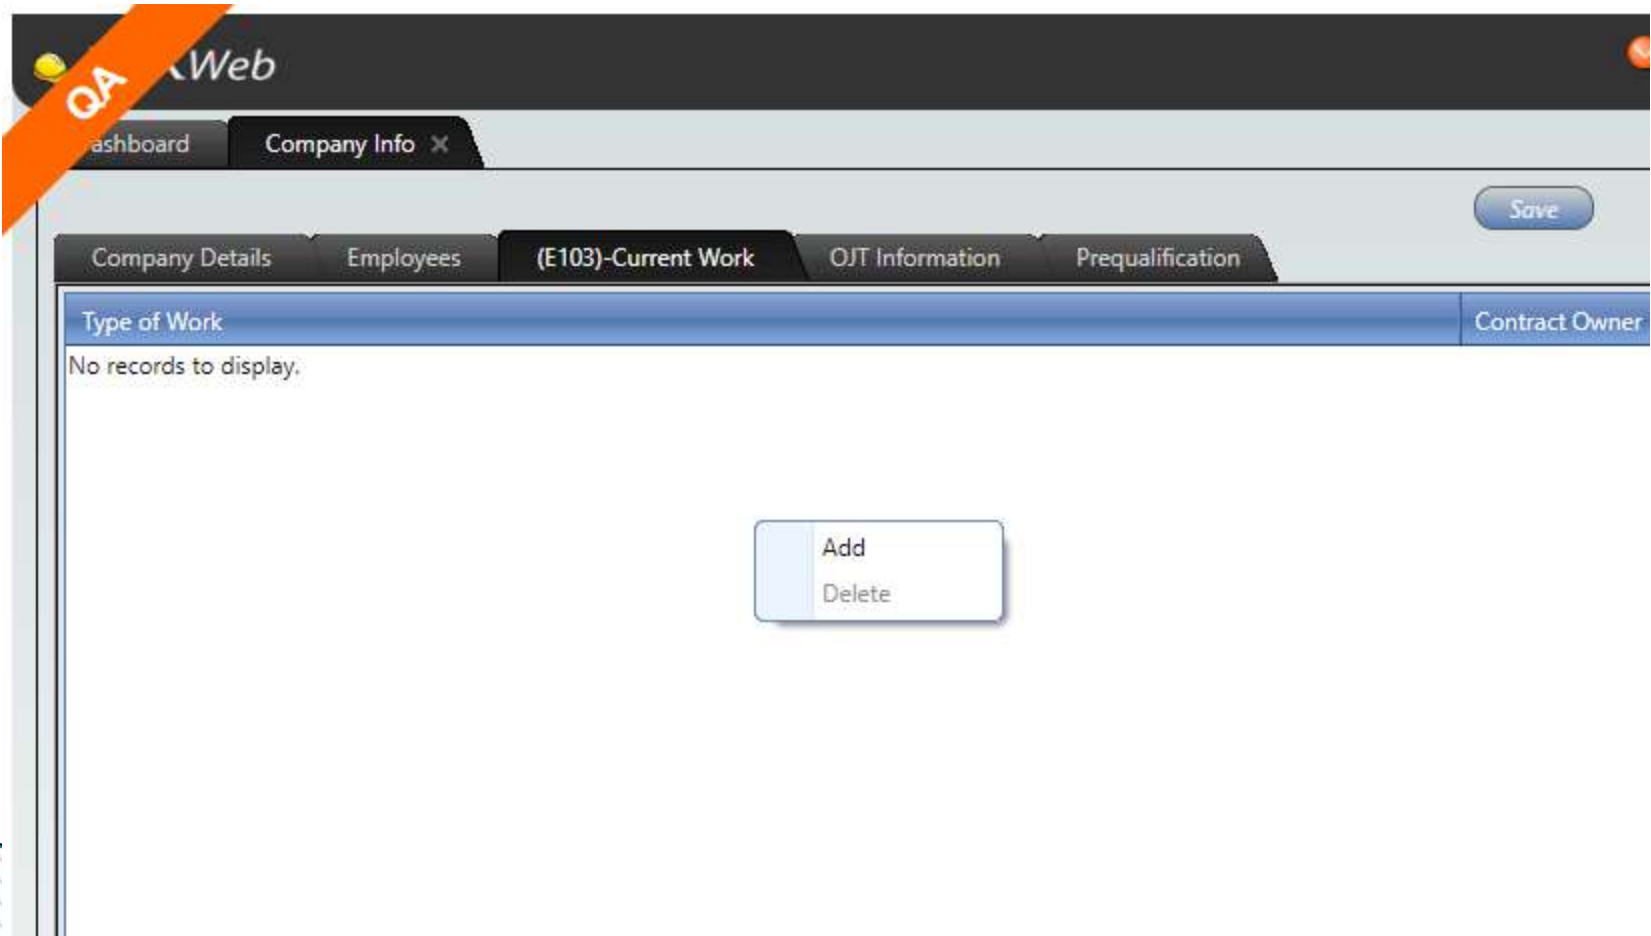 QA
Web
Dashboard Company Info
Save
Company Details Employees (E103)-Current Work OJT Information Prequalification
Type of Work Contract Owner
No records to display.
Add
Delete